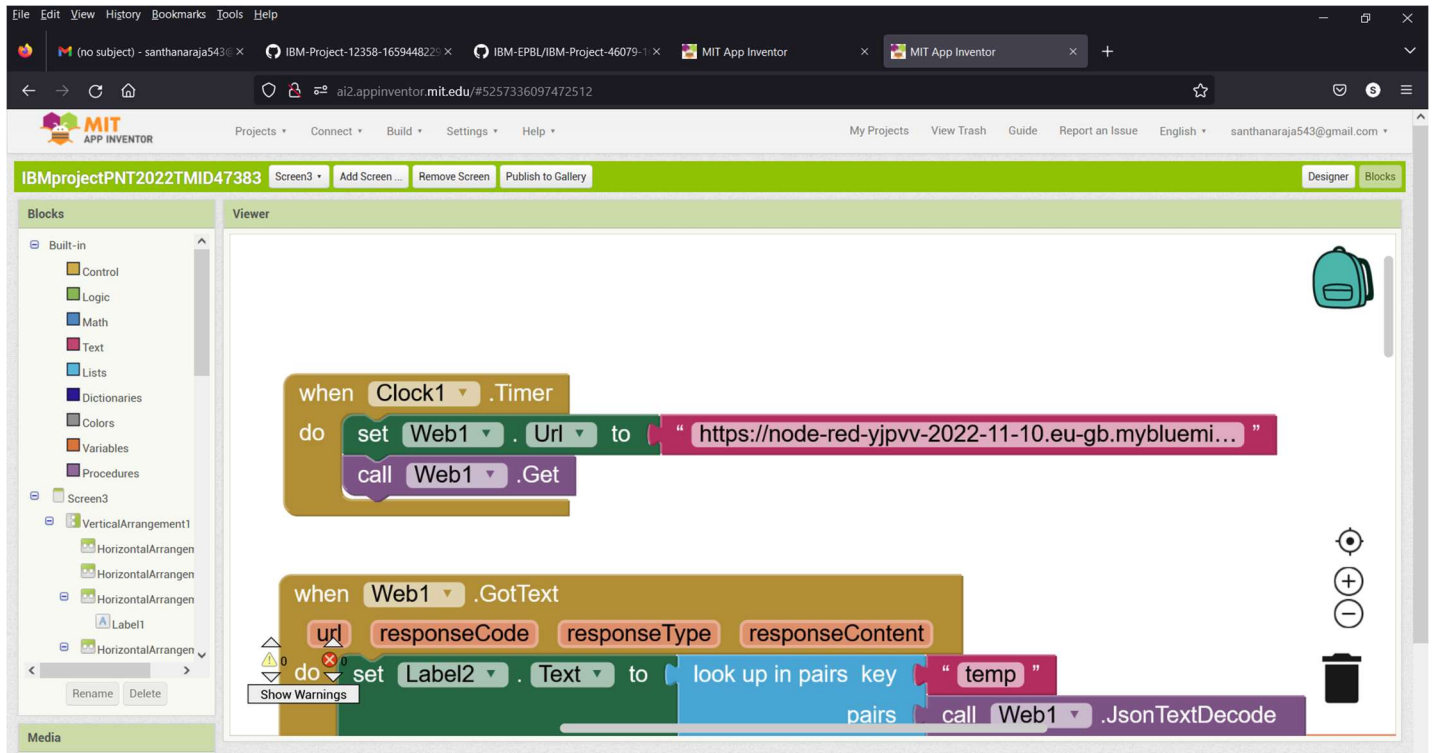 File Edit View History Bookmarks Tools Help
(no subject) - santhanaraja543@ IBM-Project-12358-1659448229 IBM-EPBL/IBM-Project-46079-1 MIT App Inventor MIT App Inventor
ai2.appinventor.mit.edu/#5257336097472512 S
MIT APP INVENTOR Projects Connect Build Settings Help My Projects View Trash Guide Report an Issue English santhanaraja543@gmail.com
IBMprojectPNT2022TMID47383 Screen3 Add Screen ... Remove Screen Publish to Gallery Designer Blocks
Blocks Viewer
Built-in
Control
Logic
Math
Text
Lists
Dictionaries
Colors
Variables
Procedures
Screen3
VerticalArrangement1
HorizontalArrangen
HorizontalArrangen
HorizontalArrangen
A Label1
HorizontalArrangen
Rename Delete
Media
when Clock1 .Timer
do set Web1 . Url to “ https://node-red-yjpvv-2022-11-10.eu-gb.mybluemi… ”
call Web1 .Get
when Web1 .GotText
url responseCode responseType responseContent
do set Label2 . Text to look up in pairs key “ temp ”
pairs call Web1 .JsonTextDecode
0 0
Show Warnings